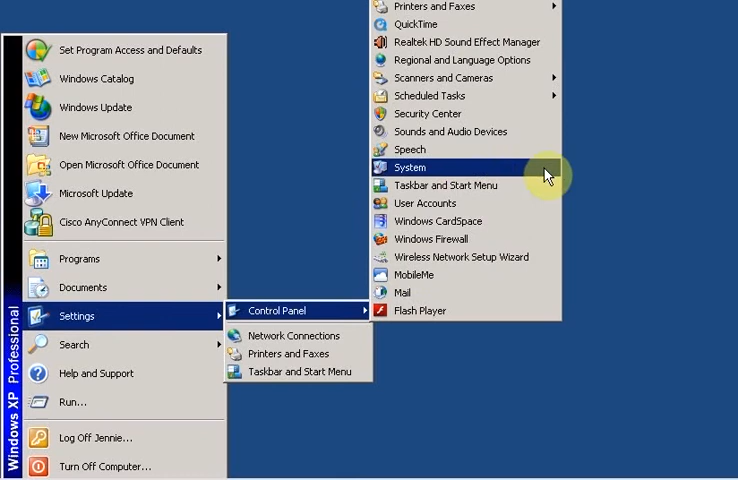 Set Program Access and Defaults
Windows Catalog
Windows Update
New Microsoft Office Document
Open Microsoft Office Document
Microsoft Update
Cisco AnyConnect VPN Client
Programs
Documents
Settings
Search
Help and Support
Run...
Log Off Jennie...
Turn Off Computer...
Windows XP Professional
Control Panel
Network Connections
Printers and Faxes
Taskbar and Start Menu
Printers and Faxes
QuickTime
Realtek HD Sound Effect Manager
Regional and Language Options
Scanners and Cameras
Scheduled Tasks
Security Center
Sounds and Audio Devices
Speech
System
Taskbar and Start Menu
User Accounts
Windows CardSpace
Windows Firewall
Wireless Network Setup Wizard
MobileMe
Mail
Flash Player